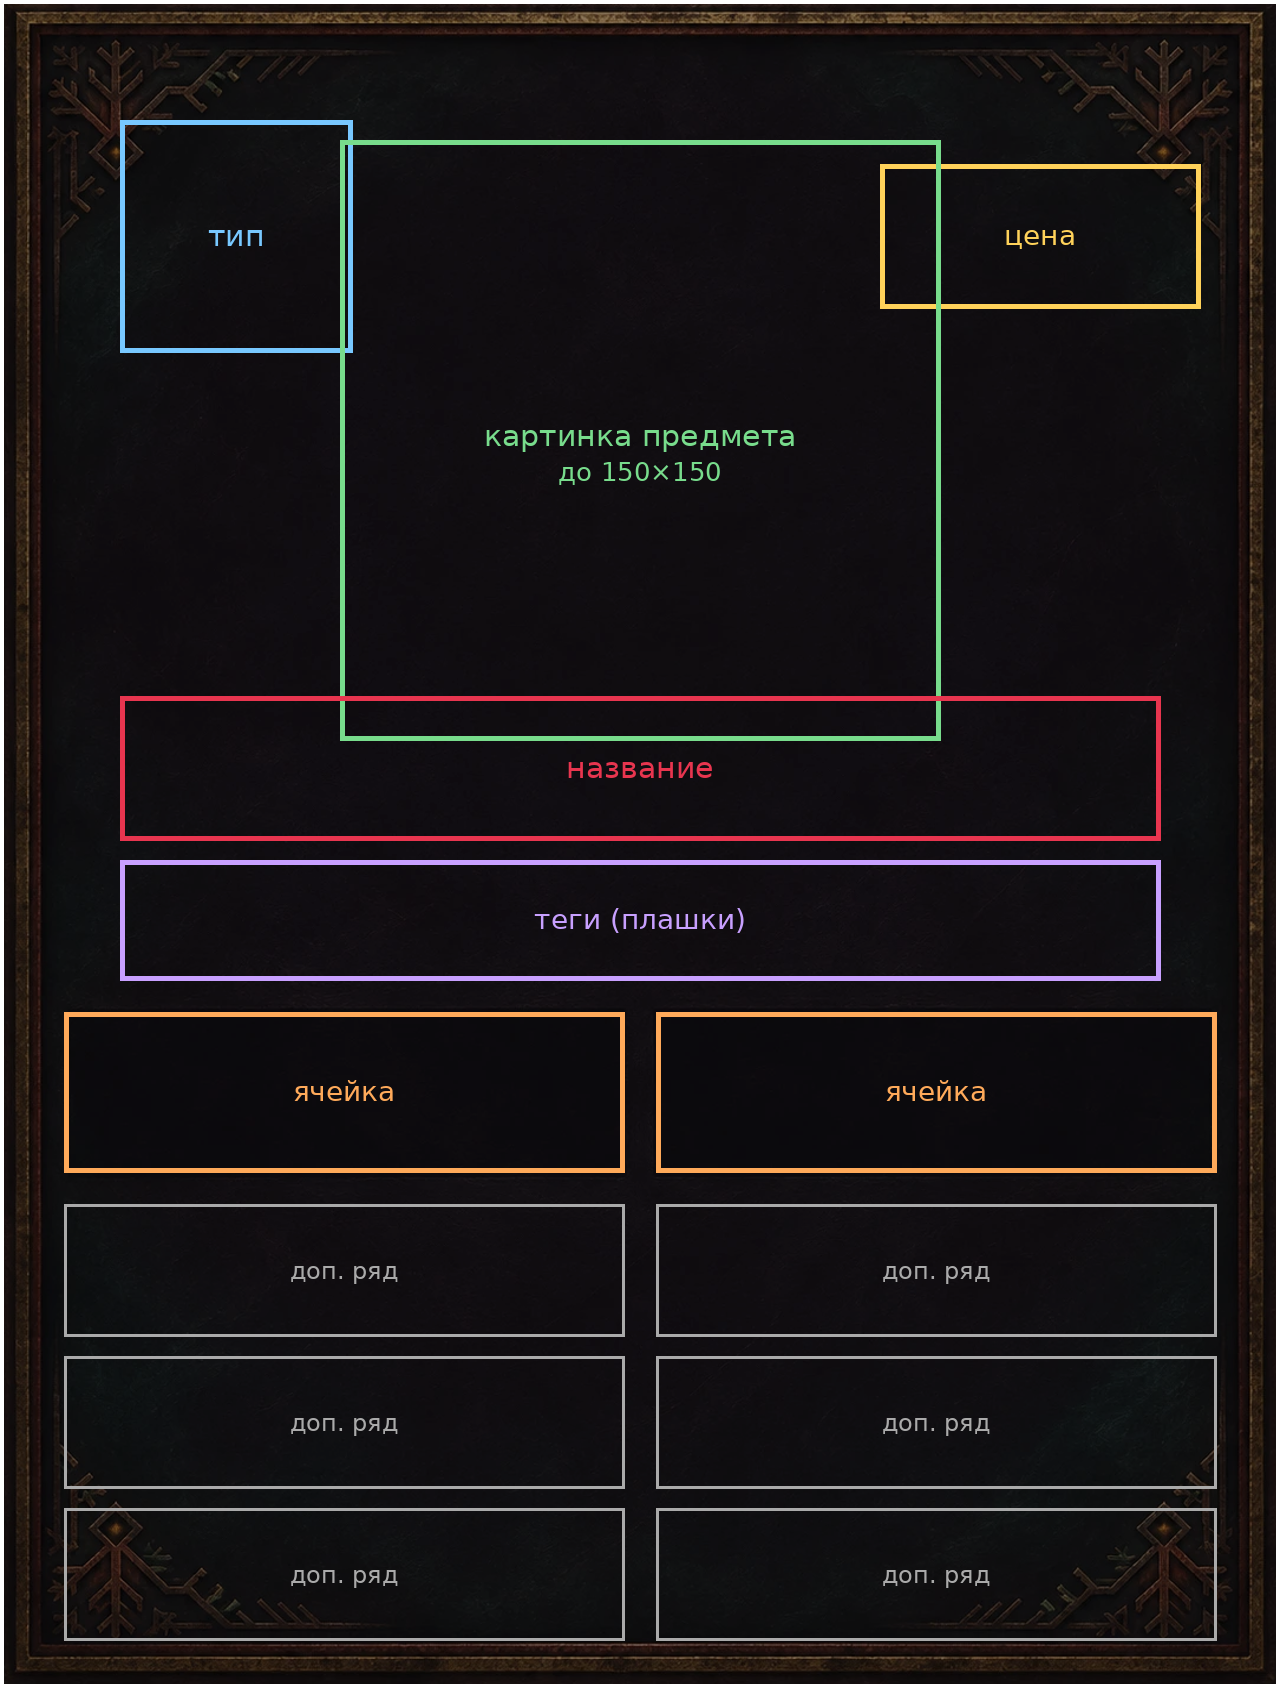 тип
цена
картинка предмета
до 150×150
название
теги (плашки)
ячейка
ячейка
доп. ряд
доп. ряд
доп. ряд
доп. ряд
доп. ряд
доп. ряд